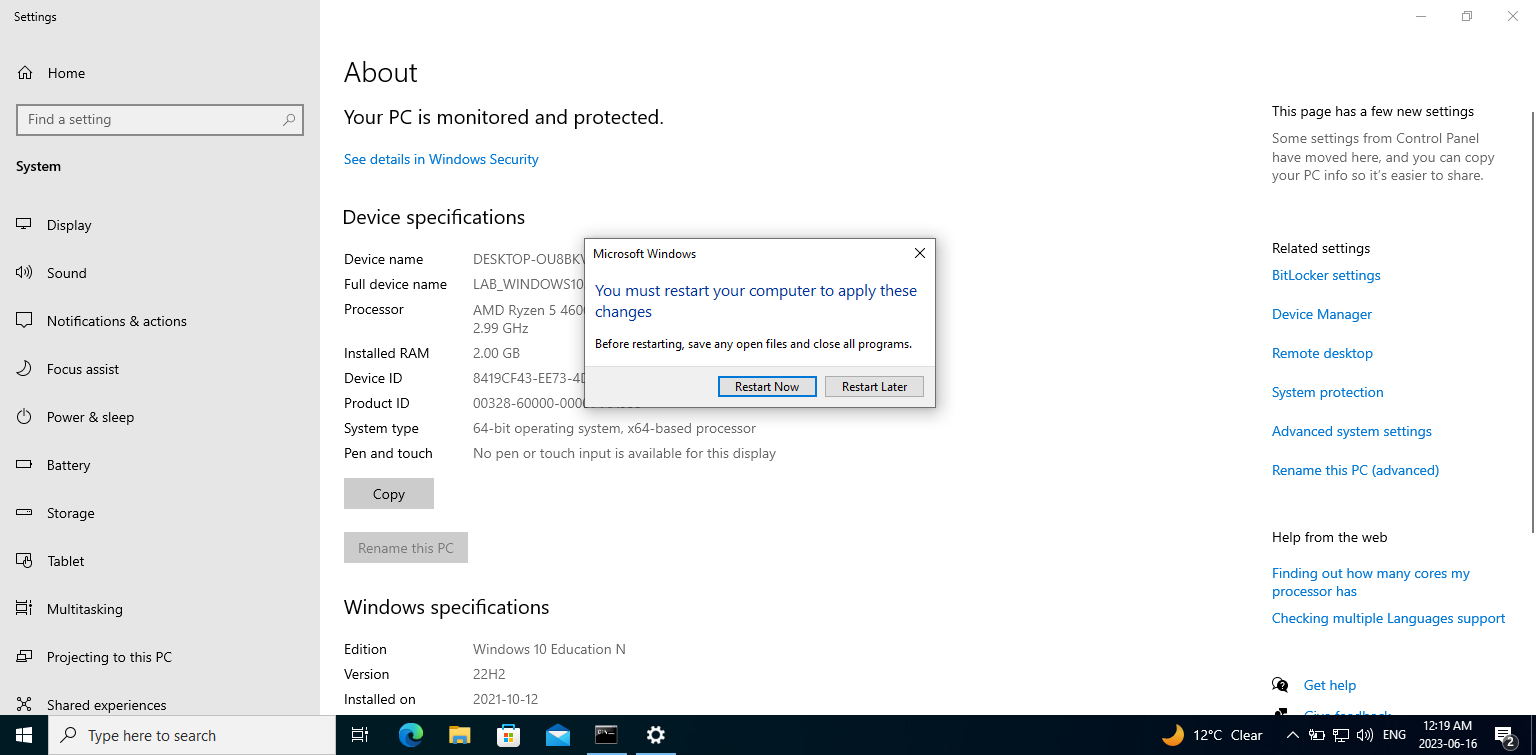 Settings
Home
Find a setting
System
Display
Sound
Notifications & actions
Focus assist
Power & sleep
Battery
Storage
Tablet
Multitasking
Projecting to this PC
Shared experiences
About
Your PC is monitored and protected.
See details in Windows Security
Device specifications
Device name
Full device name LAB_WINDOWS10
Processor AMD Ryzen 5
2.99 GHz
Installed RAM 2.00 GB
Device ID
Product ID
System type 64-bit operating system, x64-based processor
Pen and touch No pen or touch input is available for this display
Copy
Rename this PC
Windows specifications
Edition Windows 10 Education N
Version 22H2
Installed on 2021-10-12
Microsoft Windows
You must restart your computer to apply these
changes
Before restarting, save any open files and close all programs.
Restart Now Restart Later
This page has a few new settings
Some settings from Control Panel
have moved here, and you can copy
your PC info so it's easier to share.
Related settings
BitLocker settings
Device Manager
Remote desktop
System protection
Advanced system settings
Rename this PC (advanced)
Help from the web
Finding out how many cores my
processor has
Checking multiple Languages support
Get help
Give feedback
Type here to search
12°C Clear
ENG
12:19 AM
2023-06-16
2